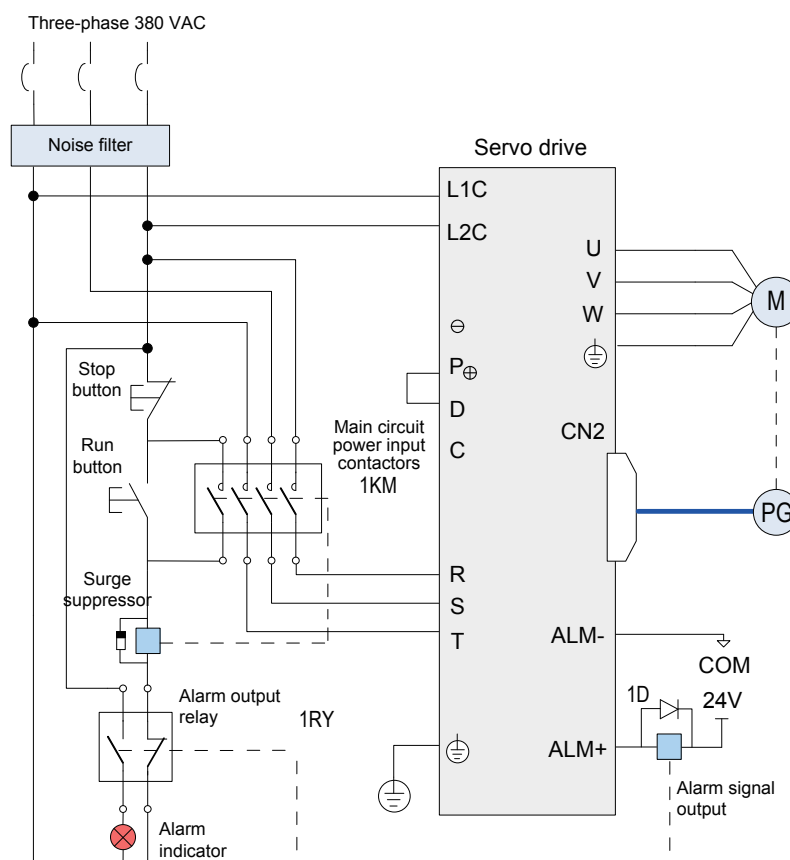 Three-phase 380 VAC
Noise filter
Servo drive
L1C
L2C
U
V
W
M
⊖
P⊕
D
C
Stop
button
Main circuit
power input
contactors
1KM
CN2
Run
button
PG
R
S
T
Surge
suppressor
ALM-
COM
1D
24V
Alarm output
relay
1RY
ALM+
Alarm signal
output
Alarm
indicator